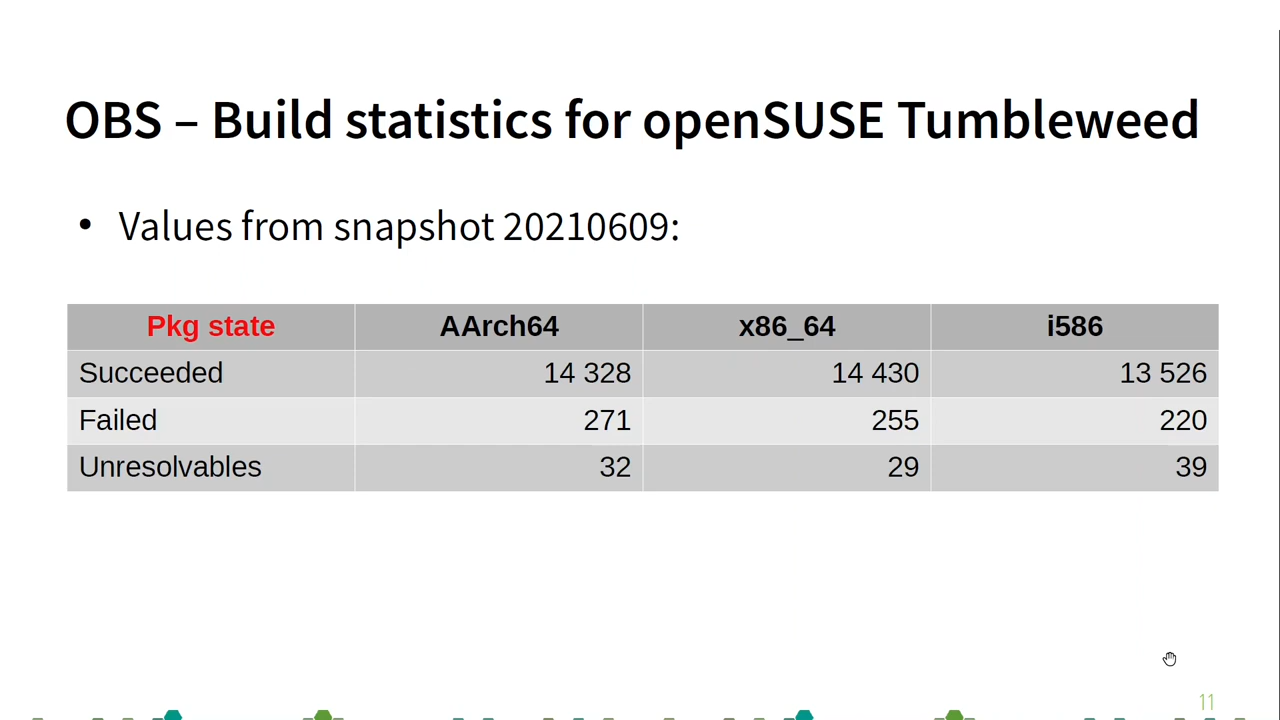 OBS – Build statistics for openSUSE Tumbleweed
• Values from snapshot 20210609:
Pkg state AArch64 x86_64 i586
Succeeded 14 328 14 430 13 526
Failed 271 255 220
Unresolvables 32 29 39
11